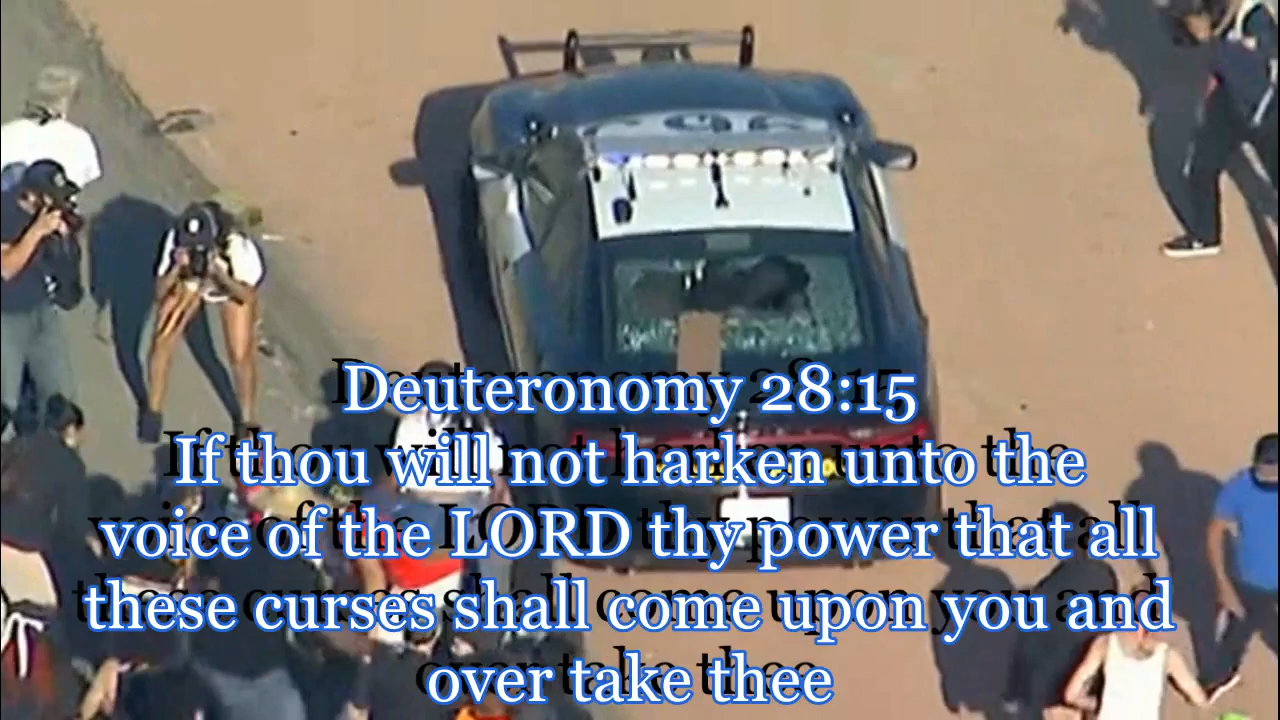 Deuteronomy 28:15
If thou will not harken unto the
voice of the LORD thy power that all
these curses shall come upon you and
over take thee